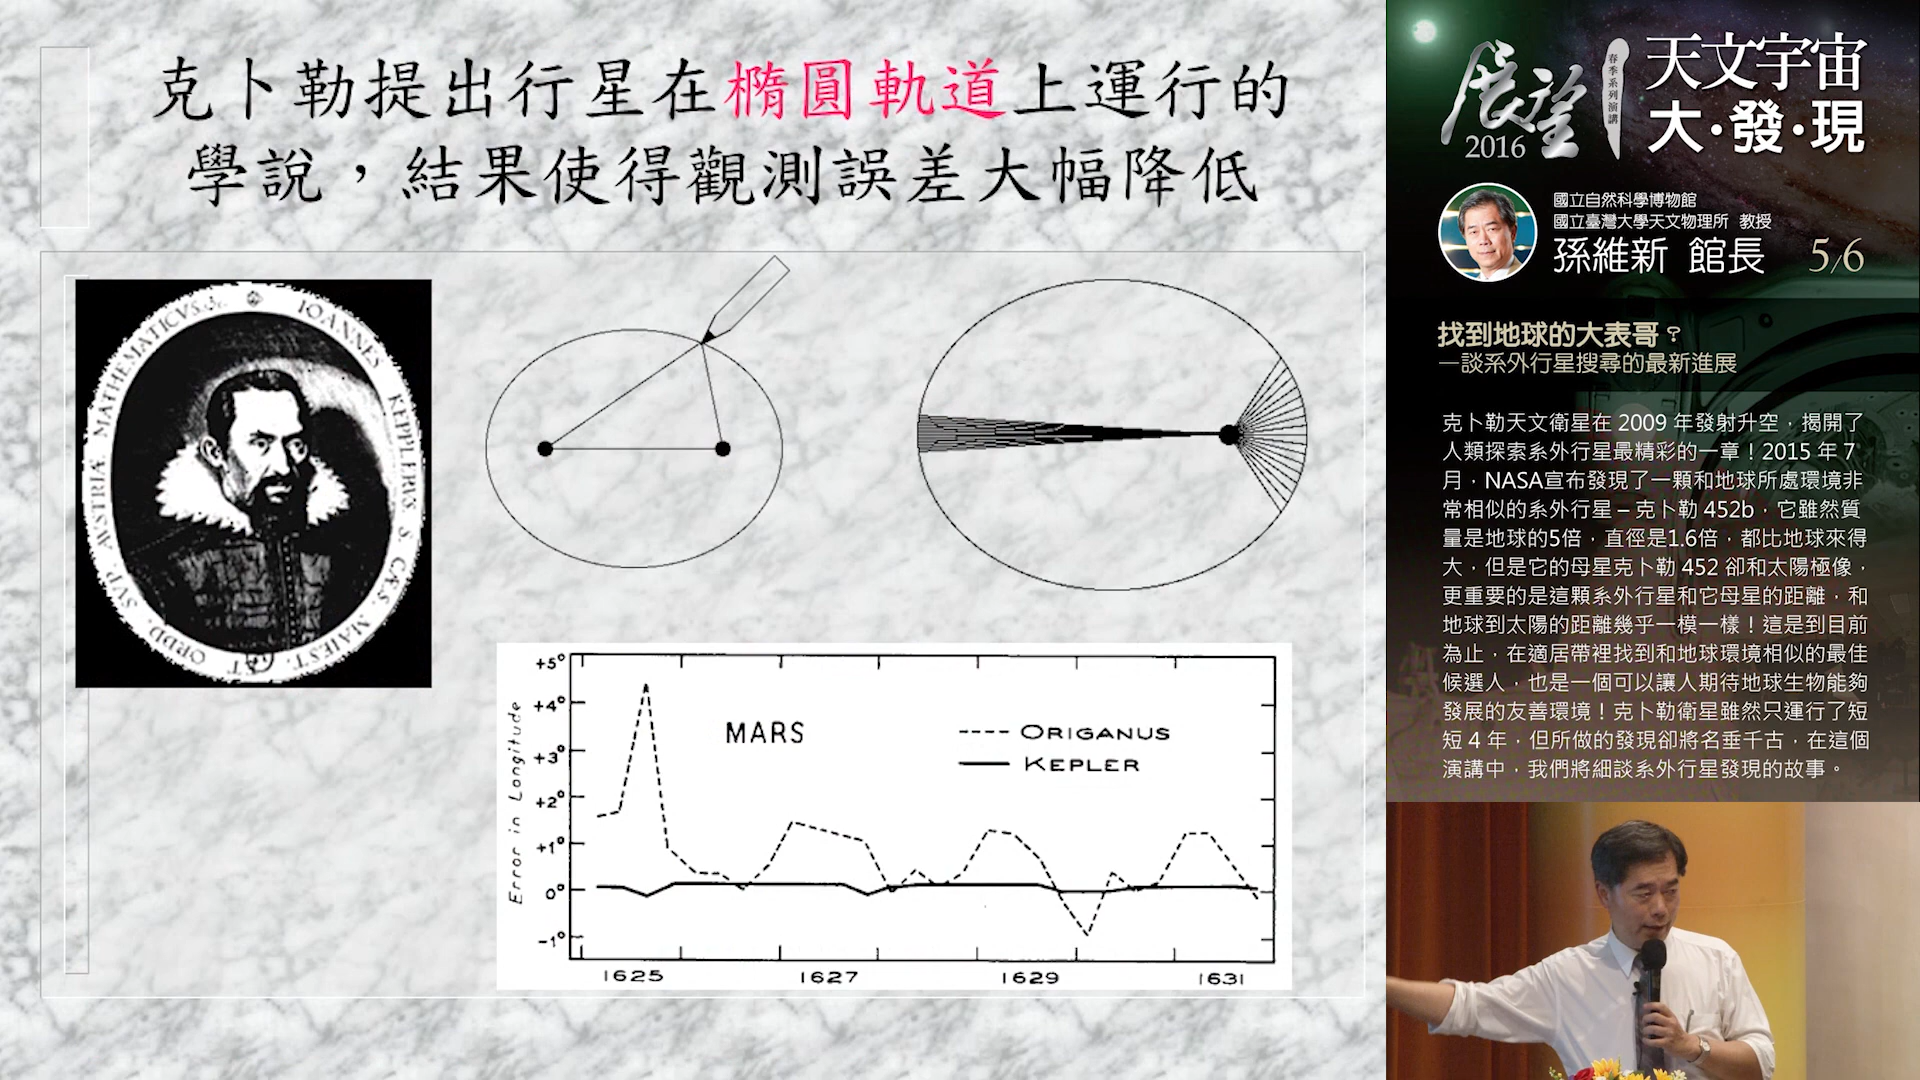 克卜勒提出行星在橢圓軌道上運行的
學說，結果使得觀測誤差大幅降低
IOANNES KEPPLERUS S. CÆS. MAIEST.
ORDD.
SVP. AVSTRIÆ MATHEMATICVS
+5°
+4°
+3°
+2°
+1°
0°
-1°
Error in Longitude
MARS
ORIGANUS
KEPLER
1625
1627
1629
1631
展望
2016
春季系列演講
天文宇宙
大·發·現
國立自然科學博物館
國立臺灣大學天文物理所 教授
孫維新 館長 5/6
找到地球的大表哥？
—談系外行星搜尋的最新進展
克卜勒天文衛星在 2009 年發射升空，揭開了
人類探索系外行星最精彩的一章！2015 年 7
月，NASA宣布發現了一顆和地球所處環境非
常相似的系外行星 – 克卜勒 452b，它雖然質
量是地球的5倍，直徑是1.6倍，都比地球來得
大，但是它的母星克卜勒 452 卻和太陽極像，
更重要的是這顆系外行星和它母星的距離，和
地球到太陽的距離幾乎一模一樣！這是到目前
為止，在適居帶裡找到和地球環境相似的最佳
候選人，也是一個可以讓人期待地球生物能夠
發展的友善環境！克卜勒衛星雖然只運行了短
短 4 年，但所做的發現卻將名垂千古，在這個
演講中，我們將細談系外行星發現的故事。